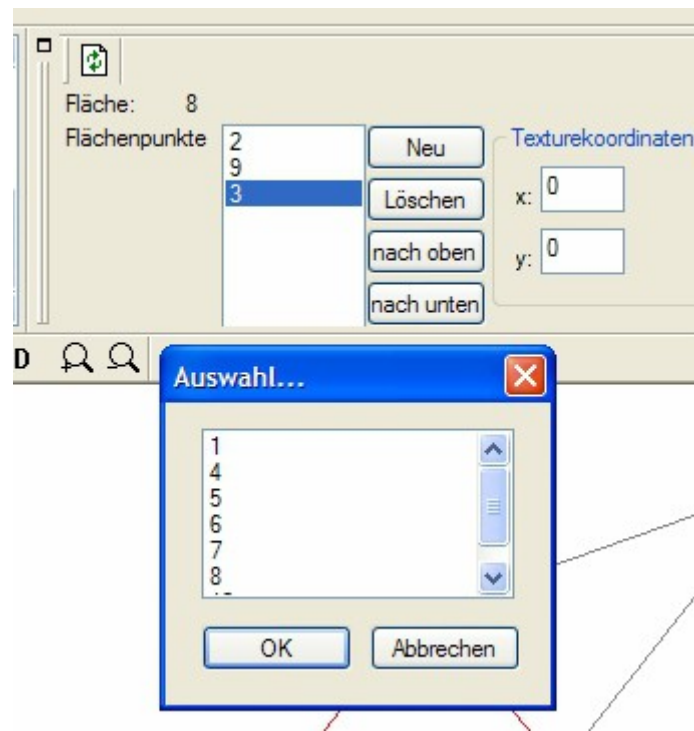 Fläche: 8
Flächenpunkte
2
9
3
Neu
Löschen
nach oben
nach unten
Texturekoordinaten
x: 0
y: 0
D
Auswahl...
1
4
5
6
7
8
OK
Abbrechen